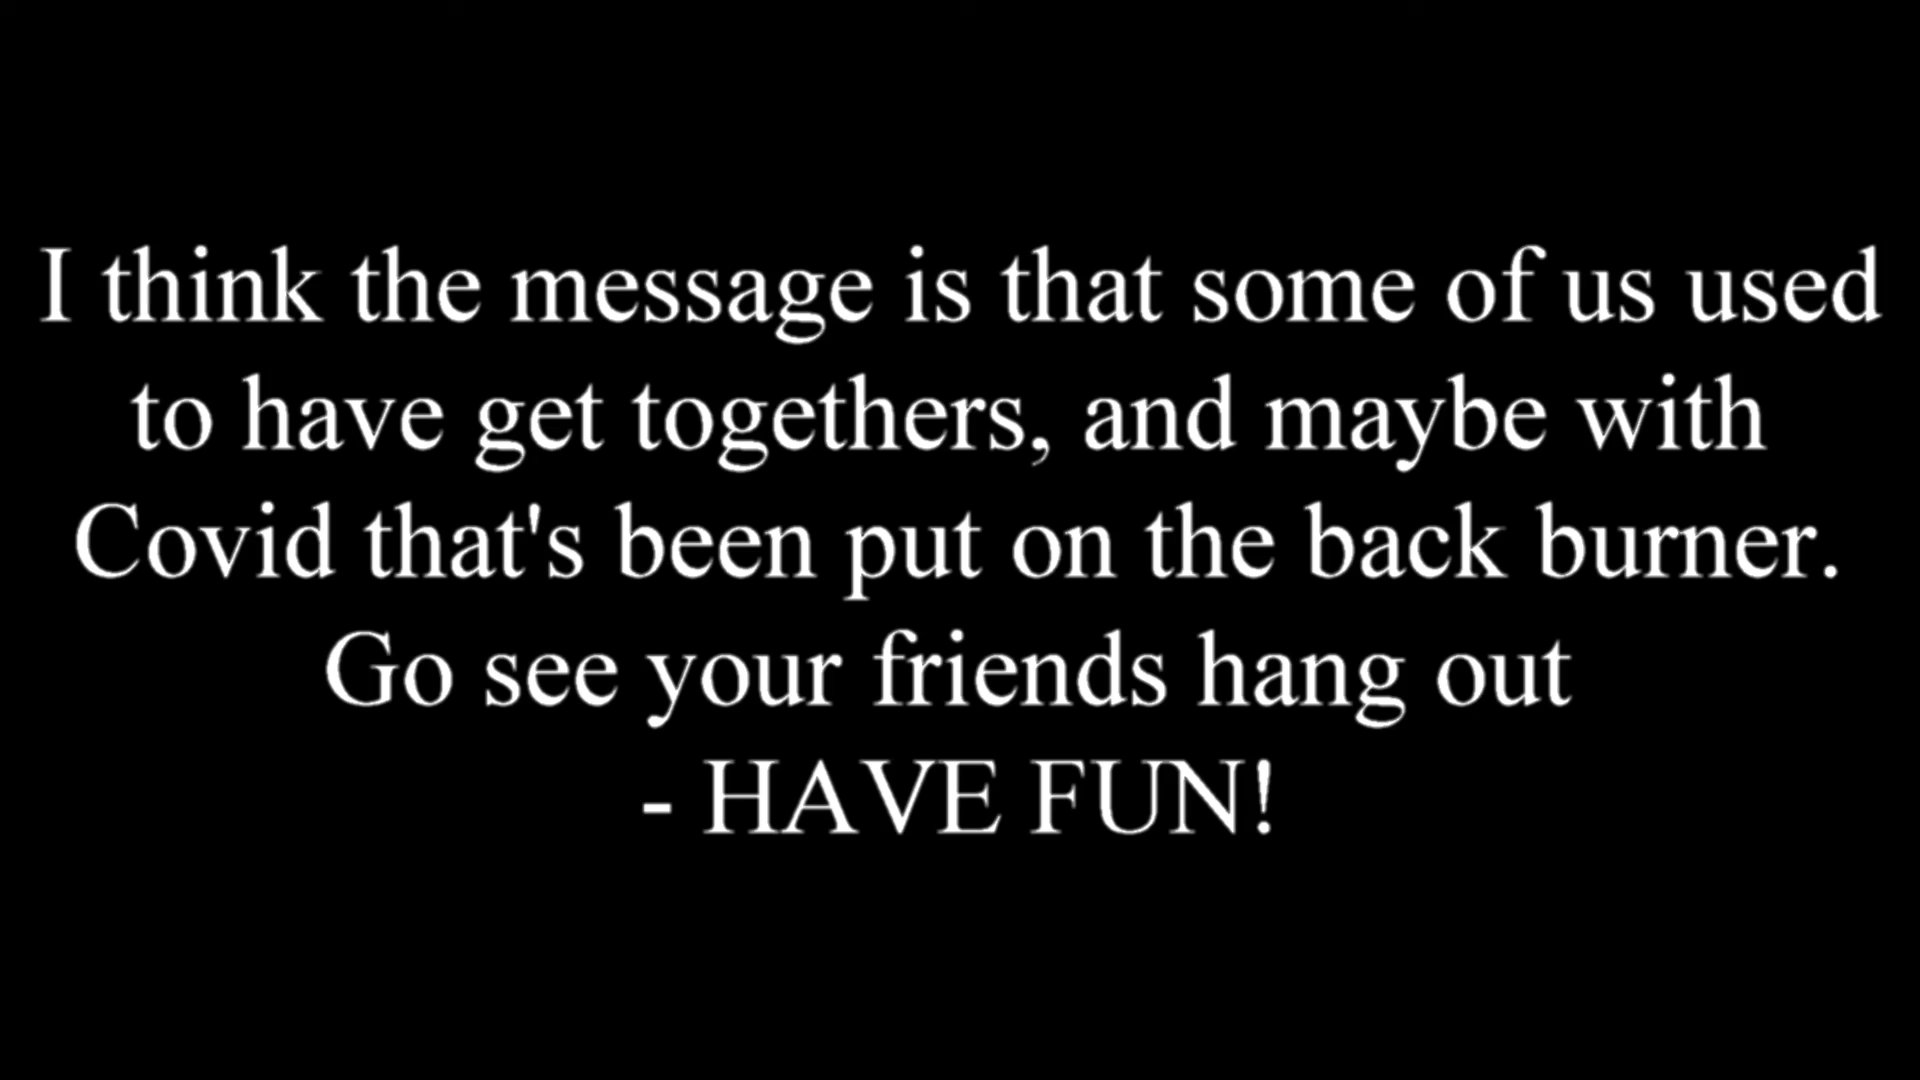 I think the message is that some of us used
to have get togethers, and maybe with
Covid that's been put on the back burner.
Go see your friends hang out
- HAVE FUN!